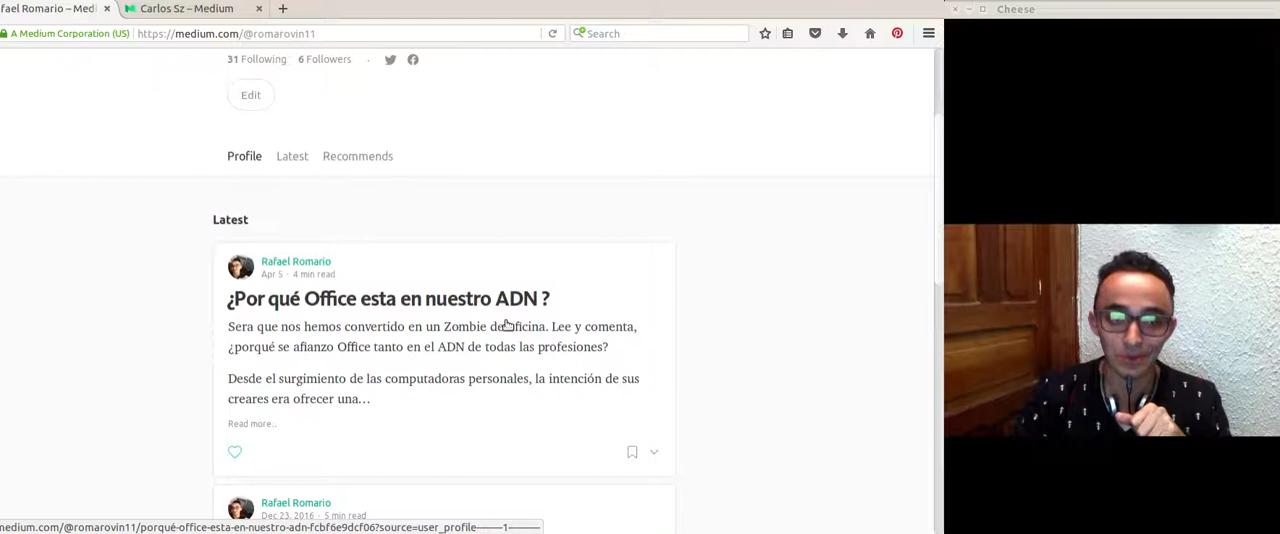 fael Romario – Medi
Carlos Sz – Medium
Cheese
A Medium Corporation (US)
https://medium.com/@romarovin11
Search
31 Following 6 Followers
Edit
Profile Latest Recommends
Latest
Rafael Romario
Apr 5 · 4 min read
¿Por qué Office esta en nuestro ADN ?
Sera que nos hemos convertido en un Zombie de oficina. Lee y comenta,
¿porqué se afianzo Office tanto en el ADN de todas las profesiones?
Desde el surgimiento de las computadoras personales, la intención de sus
creares era ofrecer una…
Read more..
Rafael Romario
Dec 23, 2016 · 5 min read
medium.com/@romarovin11/porqué-office-esta-en-nuestro-adn-fcbf6e9dcf06?source=user_profile---------1----------